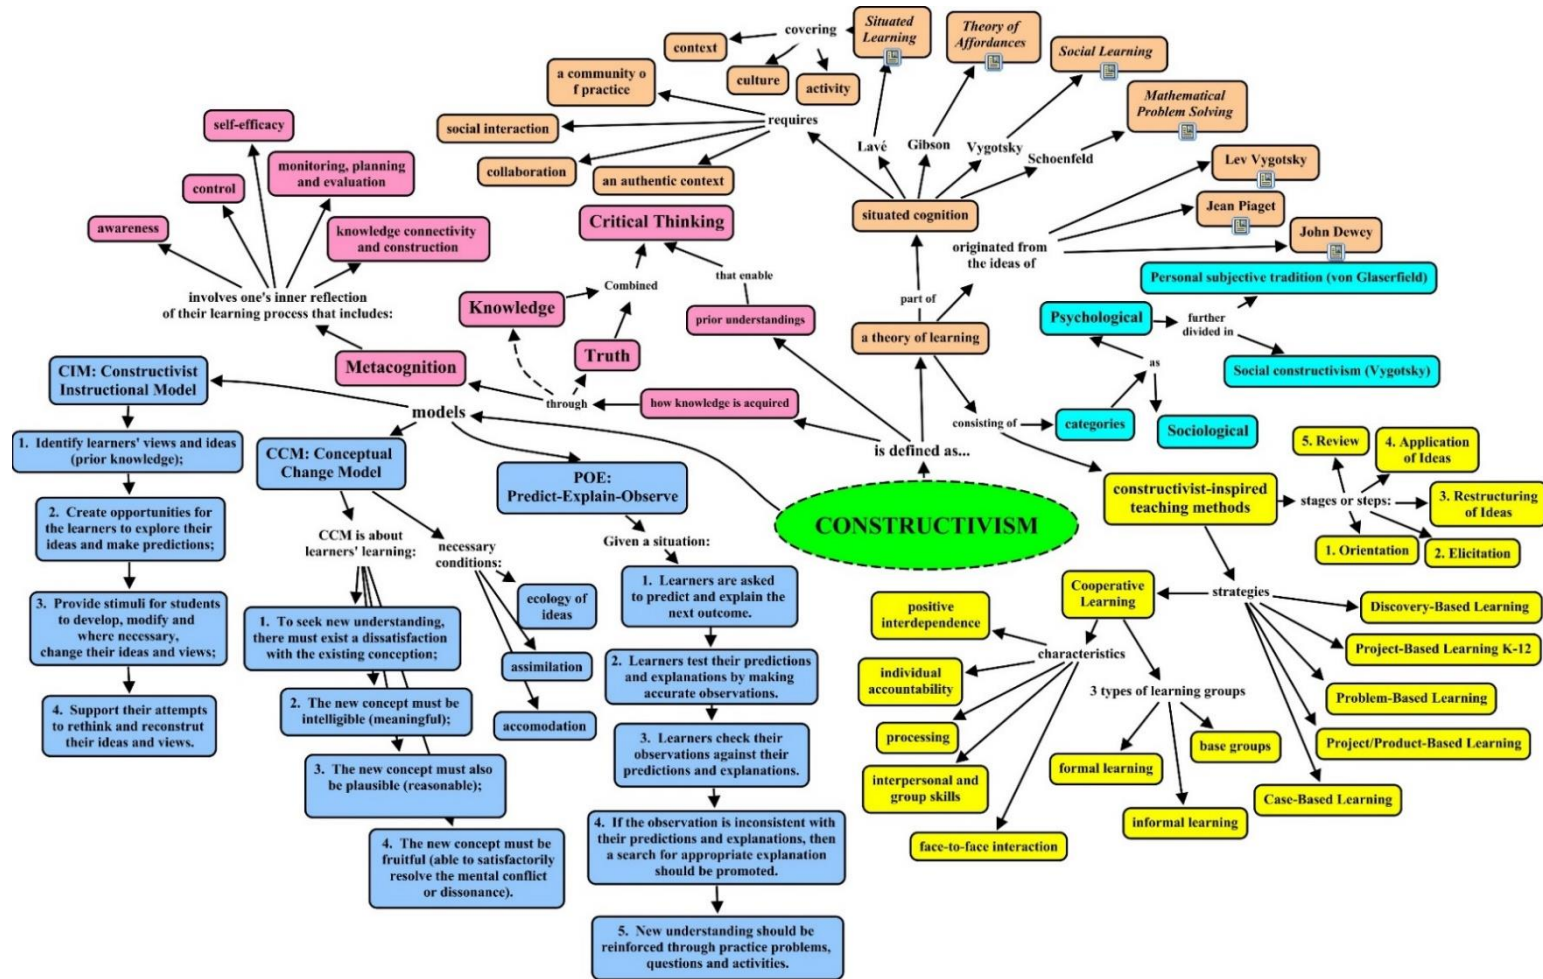 covering
Situated
Learning
Theory of
Affordances
Social Learning
Mathematical
Problem Solving
context
culture
activity
a community o
f practice
requires
social interaction
collaboration
an authentic context
Lavé
Gibson
Vygotsky
Schoenfeld
situated cognition
originated from
the ideas of
Lev Vygotsky
Jean Piaget
John Dewey
self-efficacy
monitoring, planning
and evaluation
control
awareness
knowledge connectivity
and construction
involves one's inner reflection
of their learning process that includes:
Critical Thinking
that enable
Combined
Knowledge
prior understandings
Truth
Metacognition
through
how knowledge is acquired
part of
a theory of learning
consisting of
is defined as...
CONSTRUCTIVISM
Personal subjective tradition (von Glaserfield)
Psychological
further
divided in
as
Social constructivism (Vygotsky)
categories
Sociological
constructivist-inspired
teaching methods
stages or steps:
5. Review
4. Application
of Ideas
3. Restructuring
of Ideas
1. Orientation
2. Elicitation
strategies
Cooperative
Learning
Discovery-Based Learning
Project-Based Learning K-12
Problem-Based Learning
Project/Product-Based Learning
Case-Based Learning
characteristics
positive
interdependence
individual
accountability
processing
interpersonal and
group skills
face-to-face interaction
3 types of learning groups
formal learning
informal learning
base groups
models
CIM: Constructivist
Instructional Model
1. Identify learners' views and ideas
(prior knowledge);
2. Create opportunities for
the learners to explore their
ideas and make predictions;
3. Provide stimuli for students
to develop, modify and
where necessary,
change their ideas and views;
4. Support their attempts
to rethink and reconstrut
their ideas and views.
CCM: Conceptual
Change Model
CCM is about
learners' learning:
necessary
conditions:
ecology of
ideas
assimilation
accomodation
1. To seek new understanding,
there must exist a dissatisfaction
with the existing conception;
2. The new concept must be
intelligible (meaningful);
3. The new concept must also
be plausible (reasonable);
4. The new concept must be
fruitful (able to satisfactorily
resolve the mental conflict
or dissonance).
POE:
Predict-Explain-Observe
Given a situation:
1. Learners are asked
to predict and explain the
next outcome.
2. Learners test their predictions
and explanations by making
accurate observations.
3. Learners check their
observations against their
predictions and explanations.
4. If the observation is inconsistent with
their predictions and explanations, then
a search for appropriate explanation
should be promoted.
5. New understanding should be
reinforced through practice problems,
questions and activities.